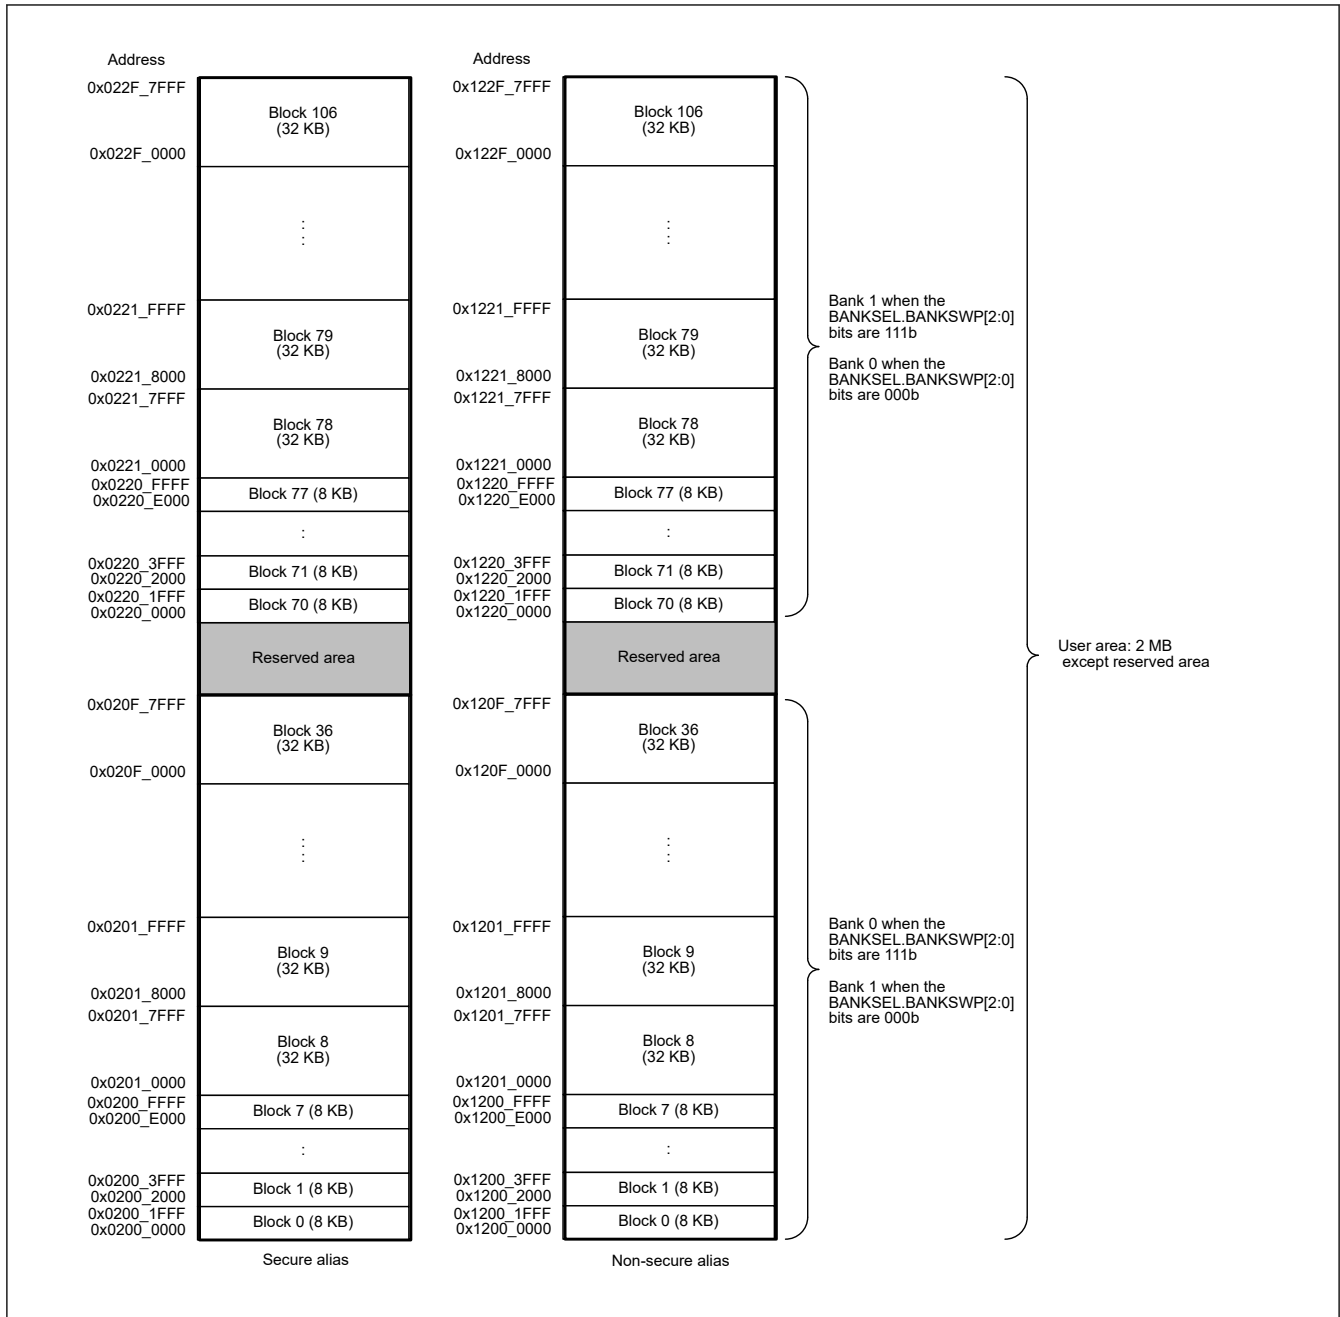 Address
0x022F_7FFF
Block 106
(32 KB)
0x022F_0000
:
:
0x0221_FFFF
Block 79
(32 KB)
0x0221_8000
0x0221_7FFF
Block 78
(32 KB)
0x0221_0000
0x0220_FFFF
0x0220_E000
Block 77 (8 KB)
:
0x0220_3FFF
0x0220_2000
Block 71 (8 KB)
0x0220_1FFF
0x0220_0000
Block 70 (8 KB)
Reserved area
0x020F_7FFF
Block 36
(32 KB)
0x020F_0000
:
:
0x0201_FFFF
Block 9
(32 KB)
0x0201_8000
0x0201_7FFF
Block 8
(32 KB)
0x0201_0000
0x0200_FFFF
0x0200_E000
Block 7 (8 KB)
:
0x0200_3FFF
0x0200_2000
Block 1 (8 KB)
0x0200_1FFF
0x0200_0000
Block 0 (8 KB)
Secure alias
Address
0x122F_7FFF
Block 106
(32 KB)
0x122F_0000
:
:
0x1221_FFFF
Block 79
(32 KB)
0x1221_8000
0x1221_7FFF
Block 78
(32 KB)
0x1221_0000
0x1220_FFFF
0x1220_E000
Block 77 (8 KB)
:
0x1220_3FFF
0x1220_2000
Block 71 (8 KB)
0x1220_1FFF
0x1220_0000
Block 70 (8 KB)
Reserved area
0x120F_7FFF
Block 36
(32 KB)
0x120F_0000
:
:
0x1201_FFFF
Block 9
(32 KB)
0x1201_8000
0x1201_7FFF
Block 8
(32 KB)
0x1201_0000
0x1200_FFFF
0x1200_E000
Block 7 (8 KB)
:
0x1200_3FFF
0x1200_2000
Block 1 (8 KB)
0x1200_1FFF
0x1200_0000
Block 0 (8 KB)
Non-secure alias
Bank 1 when the
BANKSEL.BANKSWP[2:0]
bits are 111b
Bank 0 when the
BANKSEL.BANKSWP[2:0]
bits are 000b
Bank 0 when the
BANKSEL.BANKSWP[2:0]
bits are 111b
Bank 1 when the
BANKSEL.BANKSWP[2:0]
bits are 000b
User area: 2 MB
except reserved area